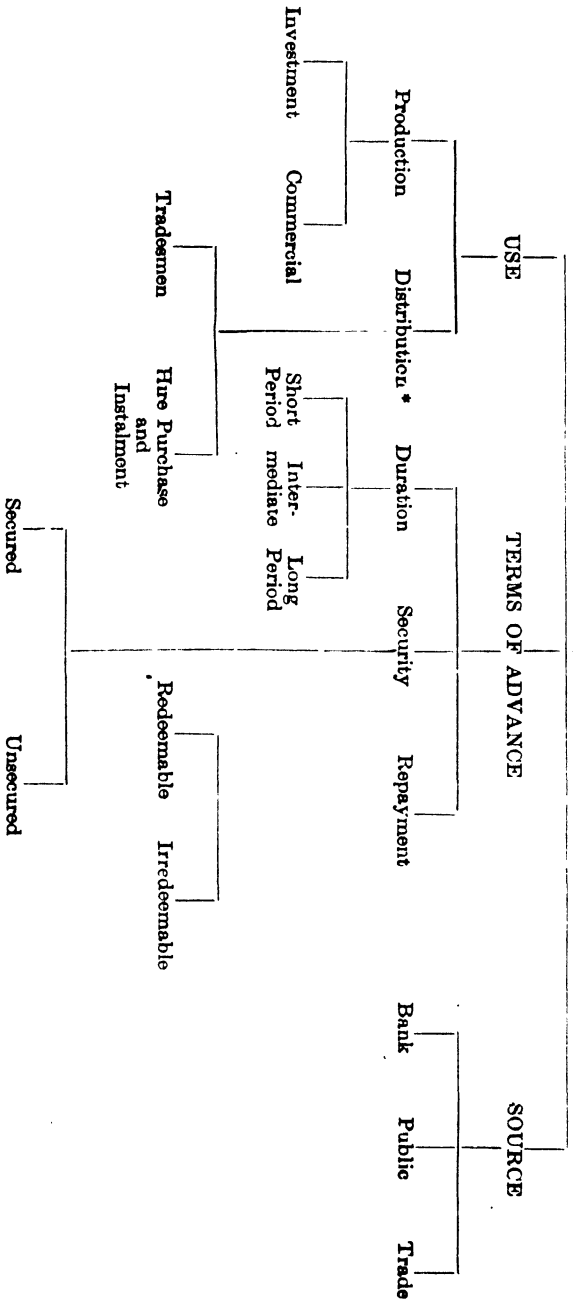 USE
TERMS OF ADVANCE
SOURCE
Production
Distribution *
Duration
Security
Repayment
Bank
Public
Trade
Investment
Commercial
Short
Period
Inter-
mediate
Long
Period
Tradesmen
Hire Purchase
and
Instalment
Redeemable
Irredeemable
Secured
Unsecured